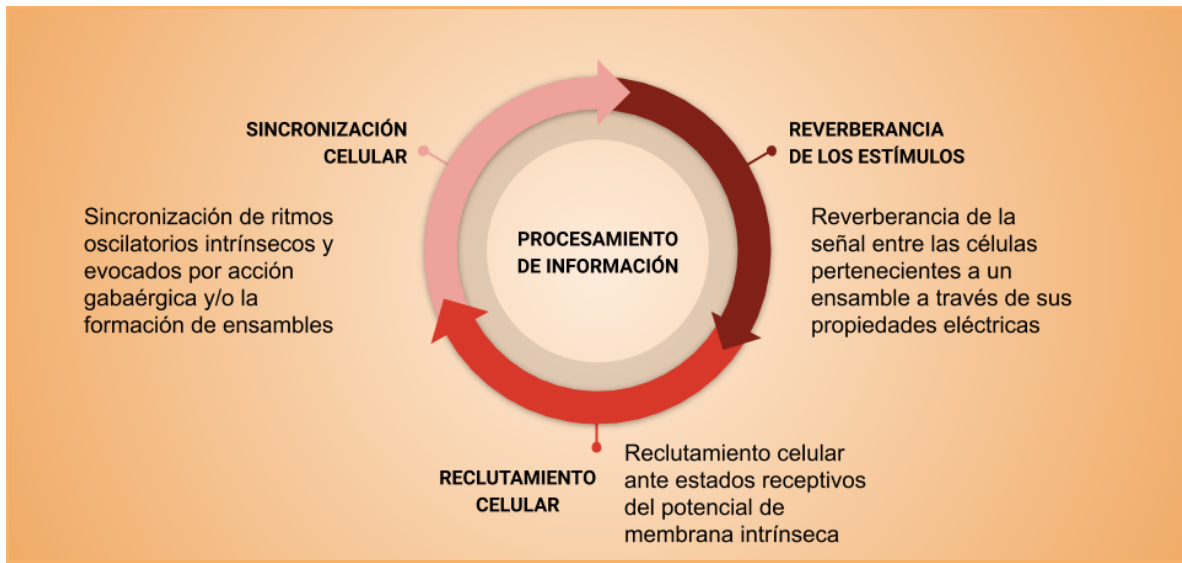 SINCRONIZACIÓN
CELULAR
Sincronización de ritmos
oscilatorios intrínsecos y
evocados por acción
gabaérgica y/o la
formación de ensambles
PROCESAMIENTO
DE INFORMACIÓN
REVERBERANCIA
DE LOS ESTÍMULOS
Reverberancia de la
señal entre las células
pertenecientes a un
ensamble a través de sus
propiedades eléctricas
RECLUTAMIENTO
CELULAR
Reclutamiento celular
ante estados receptivos
del potencial de
membrana intrínseca